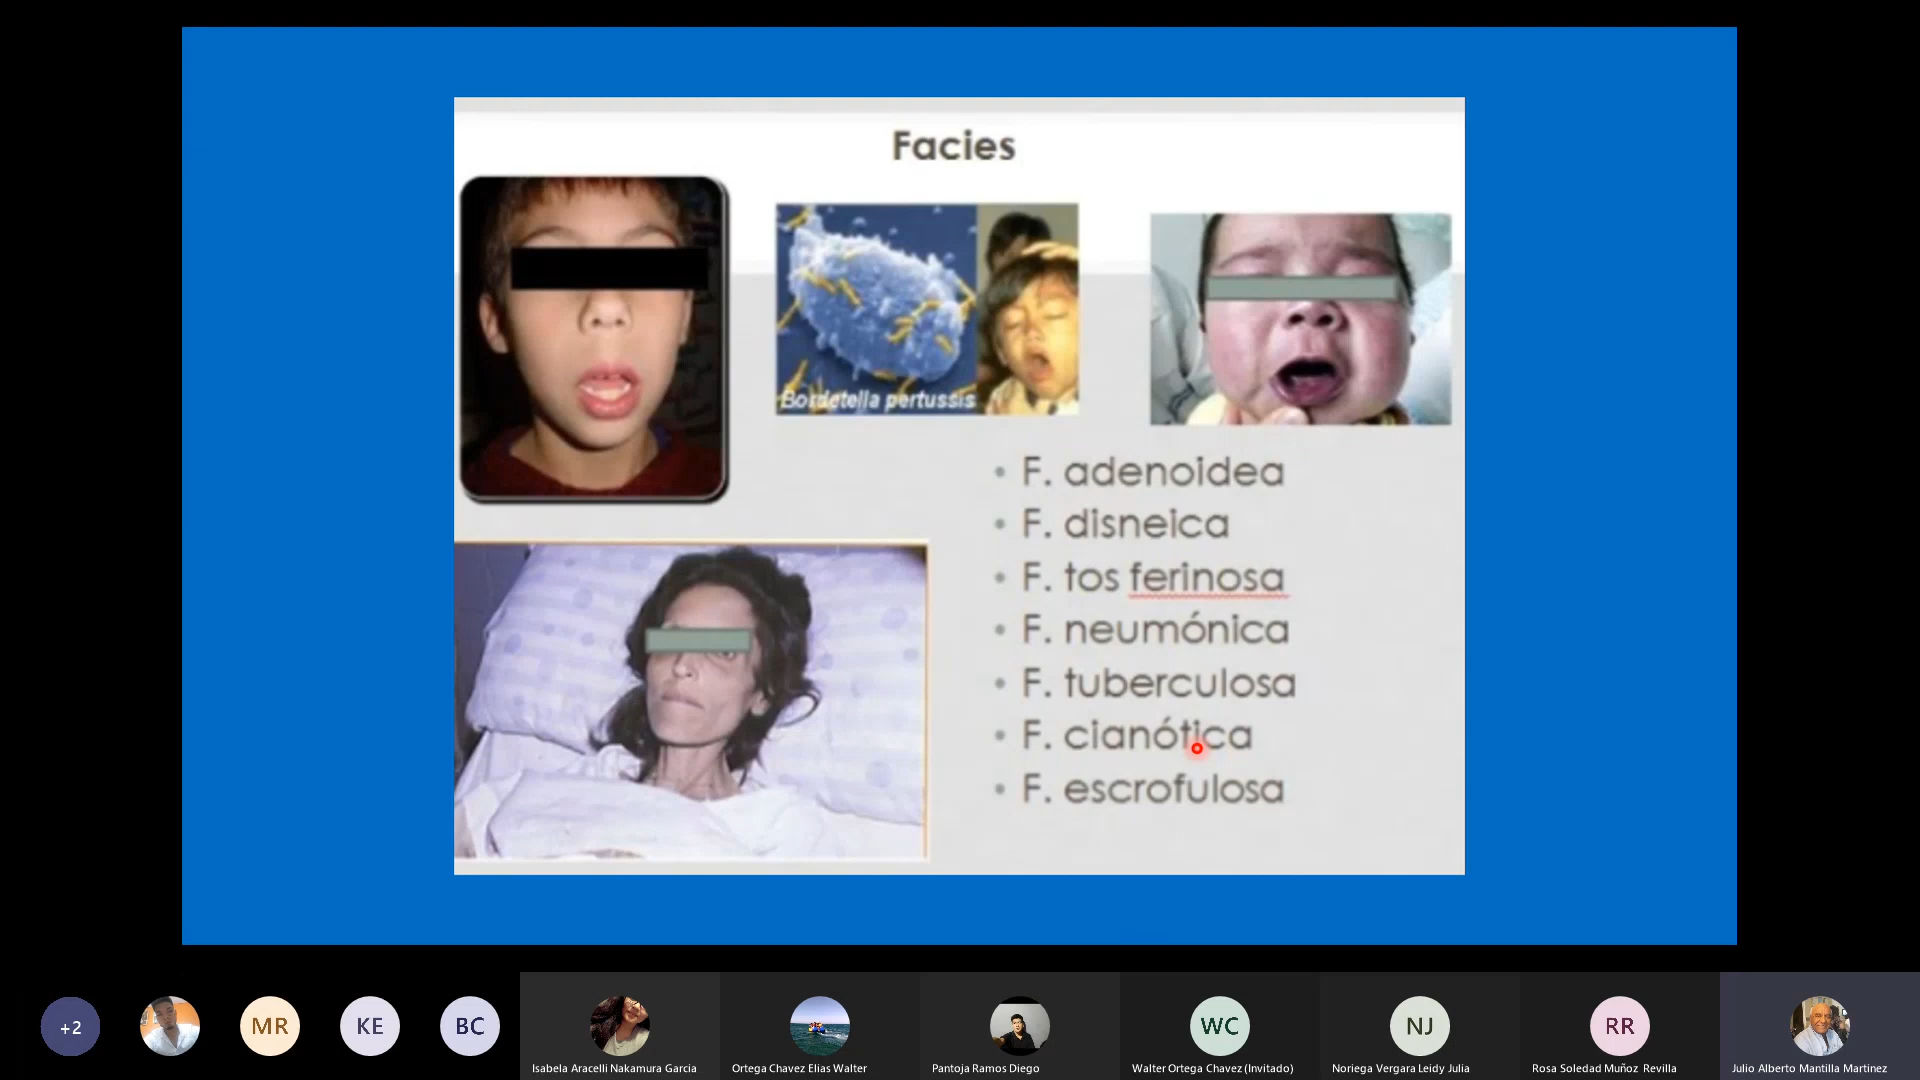 Facies
Bordetella pertussis
• F. adenoidea
• F. disneica
• F. tos ferinosa
• F. neumónica
• F. tuberculosa
• F. cianótica
• F. escrofulosa
+2
MR
KE
BC
WC
NJ
RR
Isabela Aracelli Nakamura Garcia
Ortega Chavez Elias Walter
Pantoja Ramos Diego
Walter Ortega Chavez (Invitado)
Noriega Vergara Leidy Julia
Rosa Soledad Muñoz Revilla
Julio Alberto Mantilla Martinez